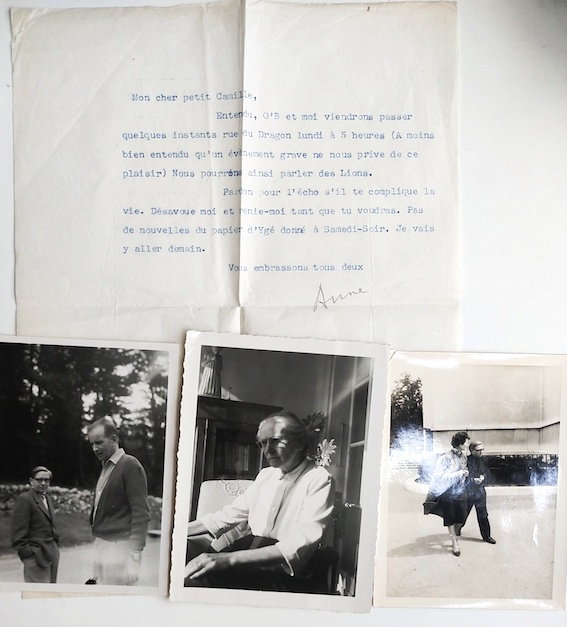 Mon cher petit Camille,
Entendu, O'B et moi viendrons passer
quelques instants rue du Dragon lundi à 5 heures (A moins
bien entendu qu'un évènement grave ne nous prive de ce
plaisir) Nous pourrons ainsi parler des Lions.
Pardon pour l'écho s'il te complique la
vie. Désavoue moi et renie-moi tant que tu voudras. Pas
de nouvelles du papier d'Ygé donné à Samedi-Soir. Je vais
y aller demain.
Vous embrassons tous deux
Anne